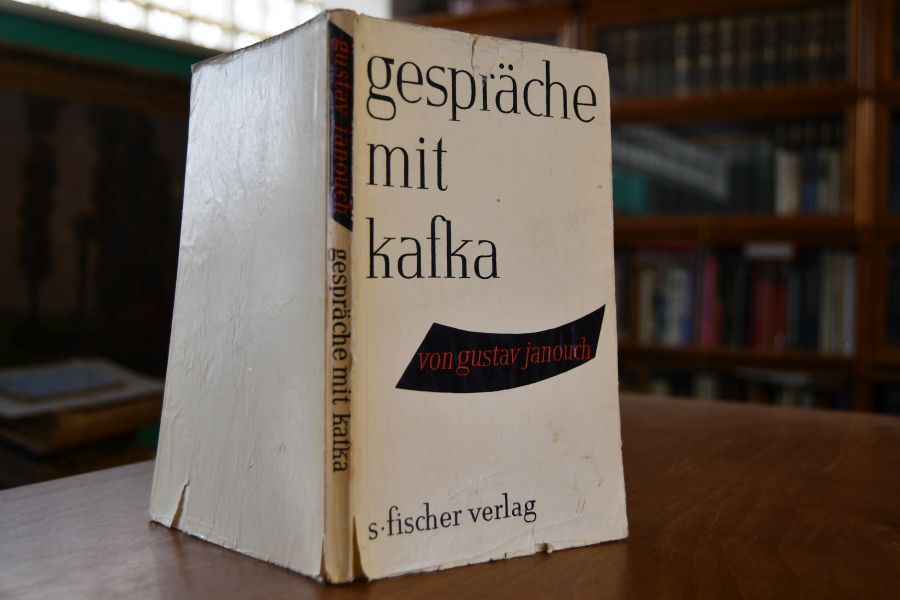 gespräche
mit
kafka
von gustav janouch
s·fischer verlag
gustav janouch
gespräche mit kafka